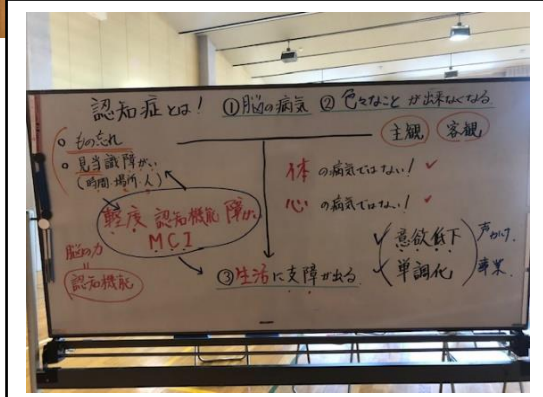 認知症とは! ①脳の病気 ②色々なことが出来なくなる
主観 客観
○ もの忘れ
○ 見当識障がい
(時間・場所・人)
体の病気ではない! ✓
心の病気ではない! ✓
軽度認知機能障がい
MCI
脳の力
=
認知機能
③生活に支障が出る
✓ 意欲低下
✓ 単調化
声かけ
事業